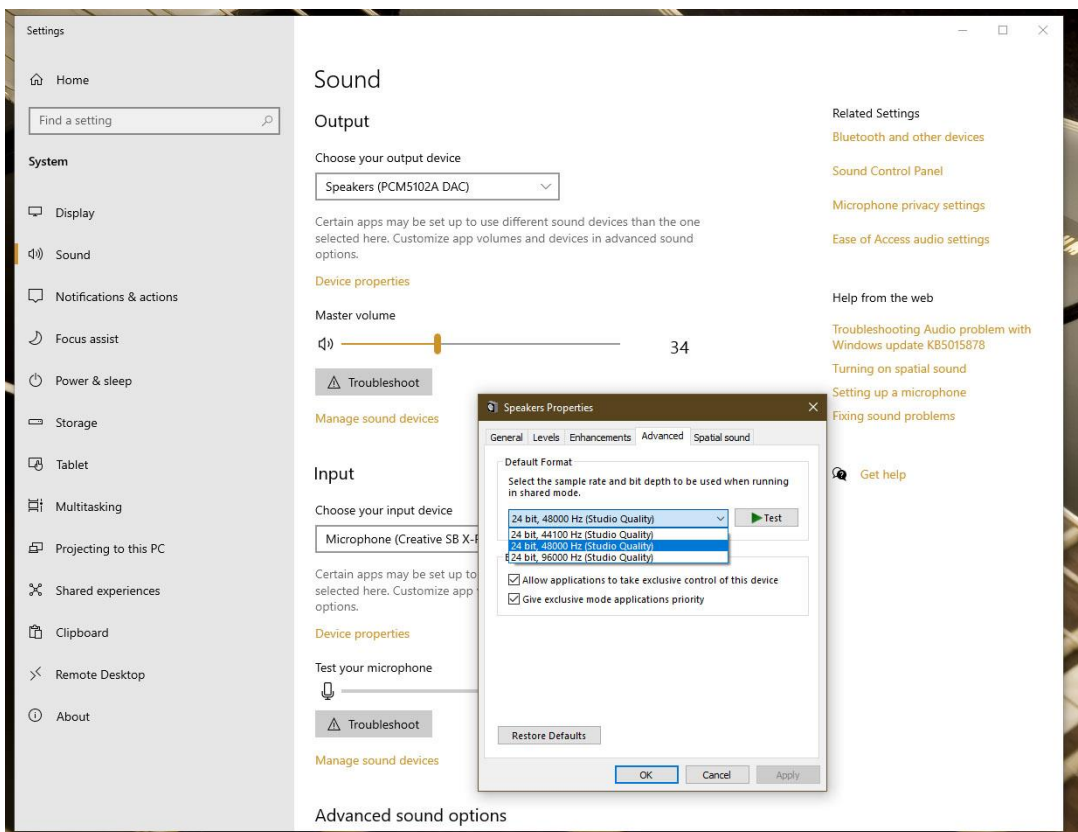 Settings
Home
Find a setting
System
Display
Sound
Notifications & actions
Focus assist
Power & sleep
Storage
Tablet
Multitasking
Projecting to this PC
Shared experiences
Clipboard
Remote Desktop
About
Sound
Output
Choose your output device
Speakers (PCM5102A DAC)
Certain apps may be set up to use different sound devices than the one
selected here. Customize app volumes and devices in advanced sound
options.
Device properties
Master volume
34
Troubleshoot
Manage sound devices
Input
Choose your input device
Microphone (Creative SB X-F
Certain apps may be set up to
selected here. Customize app
options.
Device properties
Test your microphone
Troubleshoot
Manage sound devices
Advanced sound options
Related Settings
Bluetooth and other devices
Sound Control Panel
Microphone privacy settings
Ease of Access audio settings
Help from the web
Troubleshooting Audio problem with
Windows update KB5015878
Turning on spatial sound
Setting up a microphone
Fixing sound problems
Get help
Speakers Properties
General Levels Enhancements Advanced Spatial sound
Default Format
Select the sample rate and bit depth to be used when running
in shared mode.
24 bit, 48000 Hz (Studio Quality)
Test
24 bit, 44100 Hz (Studio Quality)
24 bit, 48000 Hz (Studio Quality)
24 bit, 96000 Hz (Studio Quality)
Allow applications to take exclusive control of this device
Give exclusive mode applications priority
Restore Defaults
OK Cancel Apply